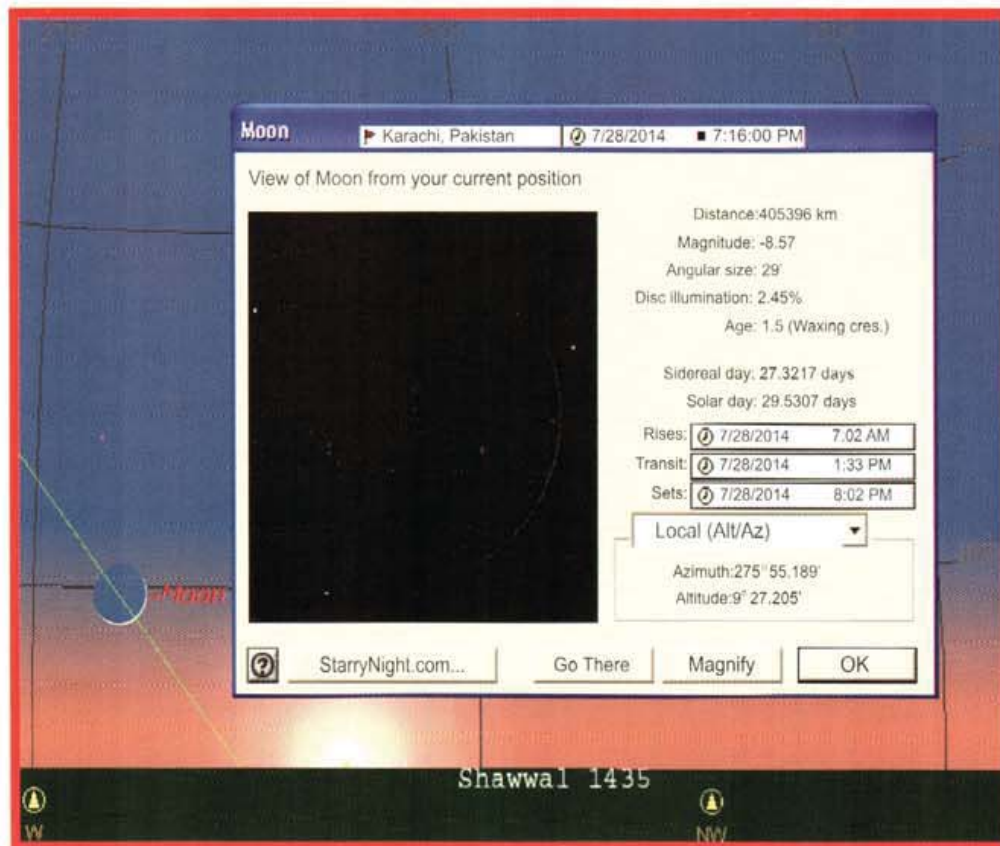 Moon
Karachi, Pakistan
7/28/2014
7:16:00 PM
View of Moon from your current position
Distance:405396 km
Magnitude: -8.57
Angular size: 29'
Disc illumination: 2.45%
Age: 1.5 (Waxing cres.)
Sidereal day: 27.3217 days
Solar day: 29.5307 days
Rises: 7/28/2014 7.02 AM
Transit: 7/28/2014 1:33 PM
Sets: 7/28/2014 8:02 PM
Local (Alt/Az)
Azimuth:275° 55.189'
Altitude:9° 27.205'
Moon
? StarryNight.com... Go There Magnify OK
Shawwal 1435
W NW